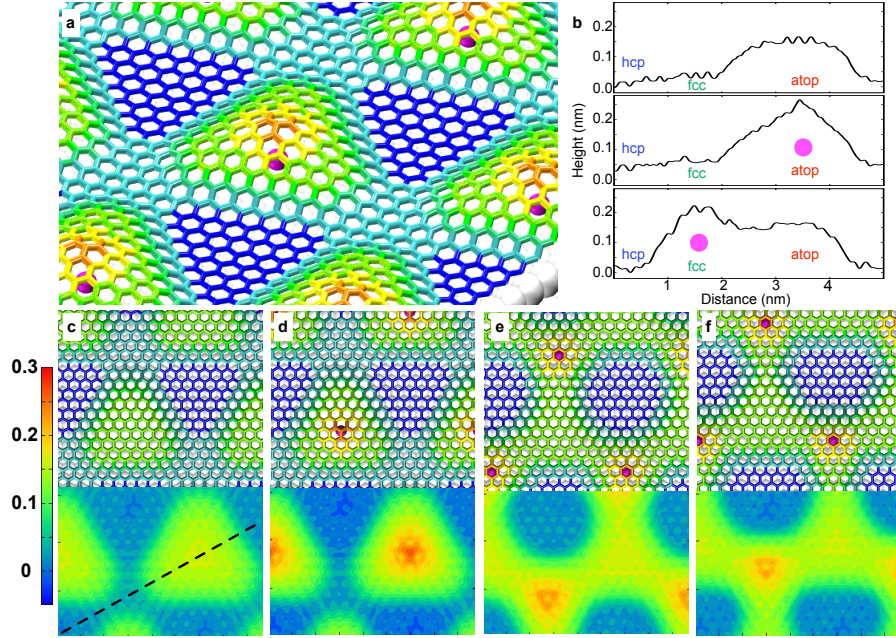 a
b
0.2
0.1
0.0
hcp
fcc
atop
0.2
0.1
0.0
hcp
fcc
atop
0.2
0.1
0.0
hcp
fcc
atop
Height (nm)
1 2 3 4
Distance (nm)
c d e f
0.3
0.2
0.1
0